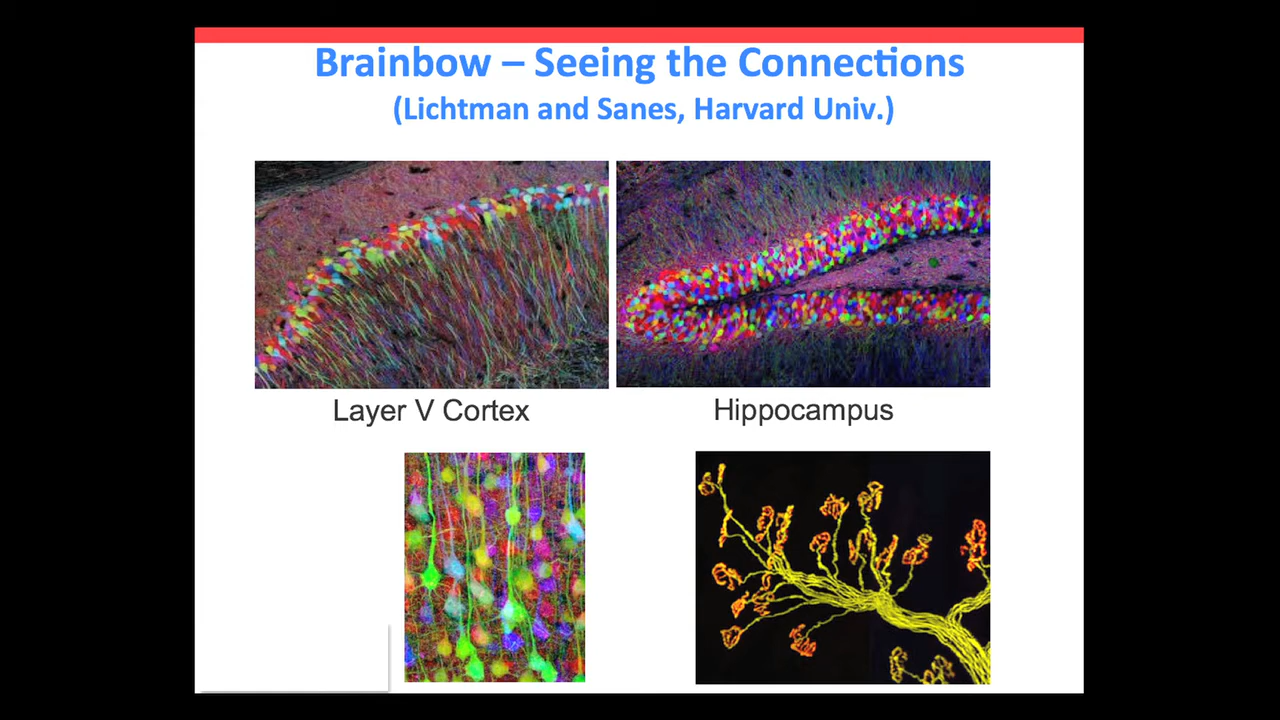 Brainbow – Seeing the Connections
(Lichtman and Sanes, Harvard Univ.)
Layer V Cortex
Hippocampus